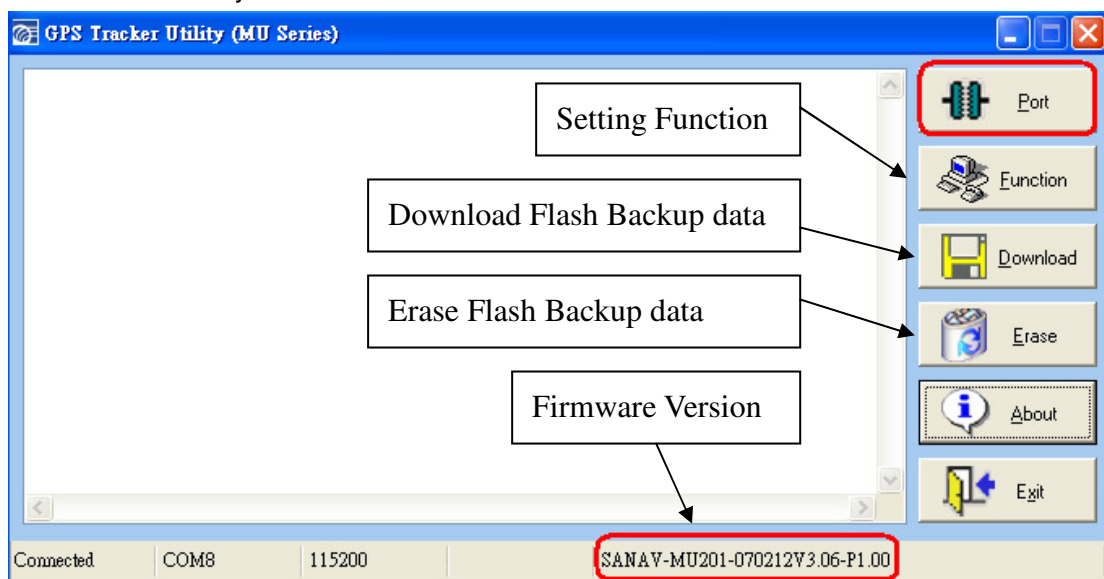 GPS Tracker Utility (MU Series)
Setting Function
Port
Function
Download Flash Backup data
Download
Erase Flash Backup data
Erase
Firmware Version
About
Exit
Connected
COM8
115200
SANAV-MU201-070212V3.06-P1.00